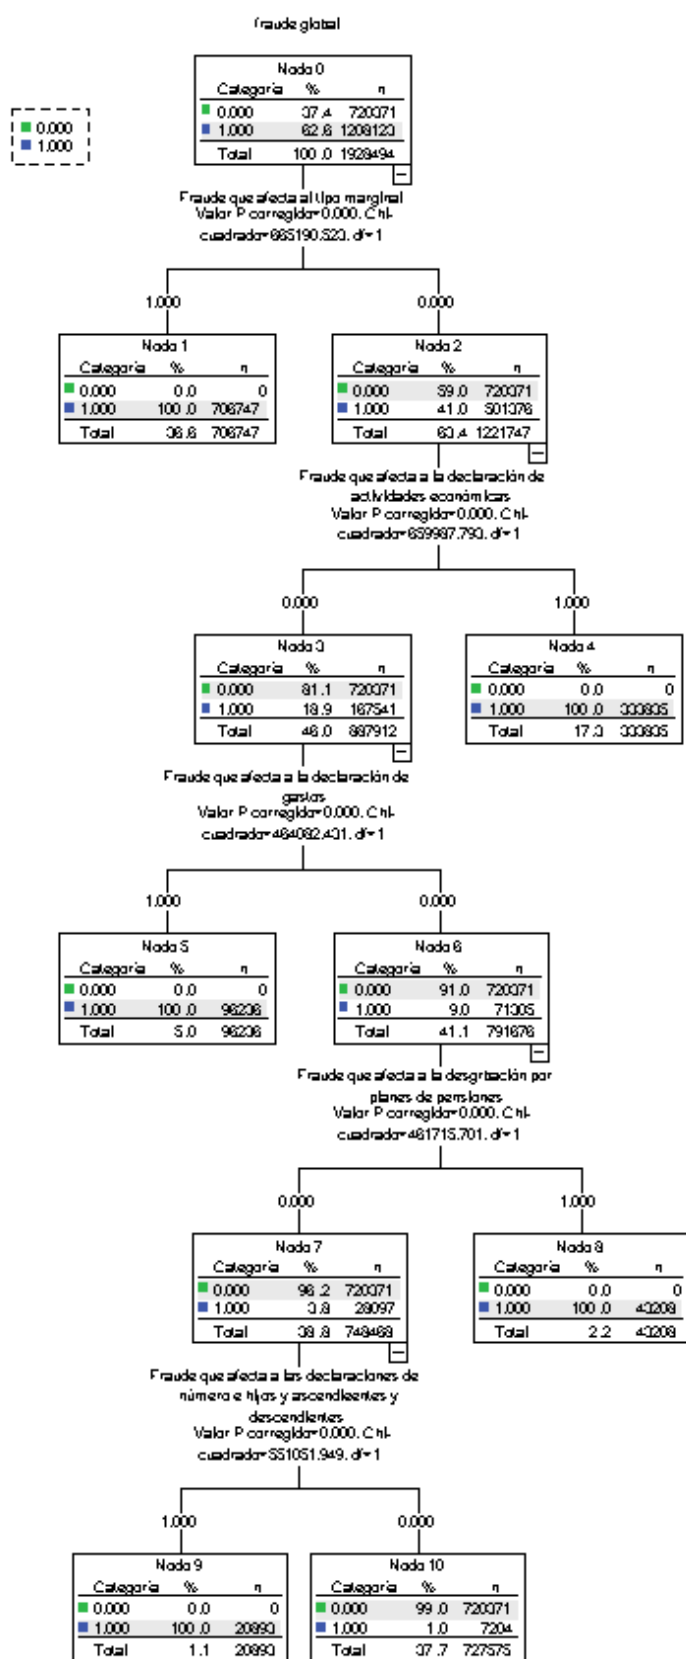 fraude global
0.000
1.000
Nodo 0
Categoría % n
0.000 37.4 720371
1.000 62.6 1208123
Total 100.0 1928494
Fraude que afecta al tipo marginal
Valor P corregido=0.000. Chi-
cuadrado=665190.523. df=1
1.000
0.000
Nodo 1
Categoría % n
0.000 0.0 0
1.000 100.0 706747
Total 36.6 706747
Nodo 2
Categoría % n
0.000 59.0 720371
1.000 41.0 501376
Total 63.4 1221747
Fraude que afecta a la declaración de
actividades económicas
Valor P corregido=0.000. Chi-
cuadrado=659987.793. df=1
0.000
1.000
Nodo 3
Categoría % n
0.000 81.1 720371
1.000 18.9 167541
Total 46.0 887912
Nodo 4
Categoría % n
0.000 0.0 0
1.000 100.0 333835
Total 17.3 333835
Fraude que afecta a la declaración de
gastos
Valor P corregido=0.000. Chi-
cuadrado=464082.431. df=1
1.000
0.000
Nodo 5
Categoría % n
0.000 0.0 0
1.000 100.0 96236
Total 5.0 96236
Nodo 6
Categoría % n
0.000 91.0 720371
1.000 9.0 71305
Total 41.1 791676
Fraude que afecta a la desgrbación por
planes de pensiones
Valor P corregido=0.000. Chi-
cuadrado=461715.701. df=1
0.000
1.000
Nodo 7
Categoría % n
0.000 96.2 720371
1.000 3.8 28097
Total 38.8 748468
Nodo 8
Categoría % n
0.000 0.0 0
1.000 100.0 43208
Total 2.2 43208
Fraude que afecta a las declaraciones de
número e hijos y ascendleentes y
descendientes
Valor P corregido=0.000. Chi-
cuadrado=551051.949. df=1
1.000
0.000
Nodo 9
Categoría % n
0.000 0.0 0
1.000 100.0 20893
Total 1.1 20893
Nodo 10
Categoría % n
0.000 99.0 720371
1.000 1.0 7204
Total 37.7 727575